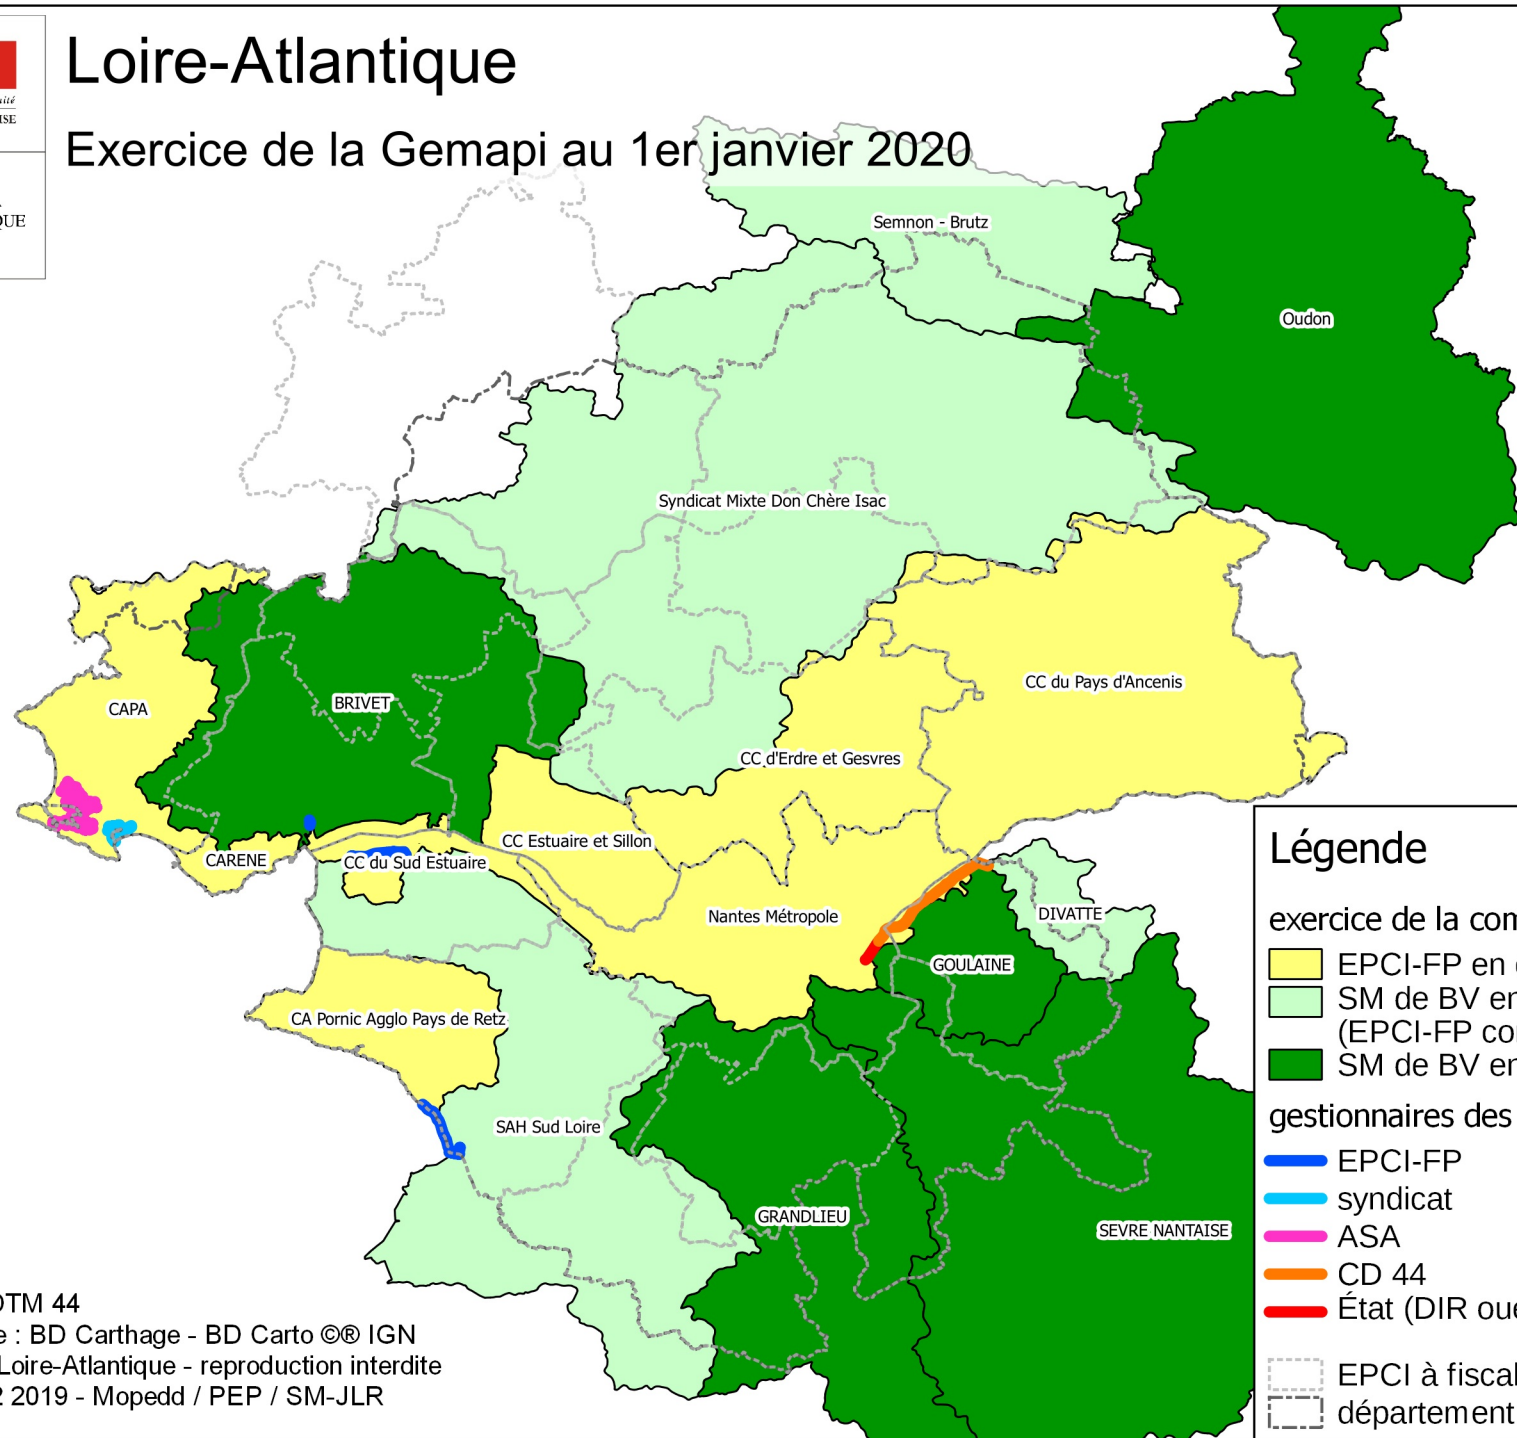 Loire-Atlantique
Exercice de la Gemapi au 1er janvier 2020
Semnon - Brutz
Oudon
Syndicat Mixte Don Chère Isac
CC du Pays d'Ancenis
CAPA
BRIVET
CC d'Erdre et Gesvres
CC Estuaire et Sillon
CARENE
CC du Sud Estuaire
Nantes Métropole
DIVATTE
GOULAINE
CA Pornic Agglo Pays de Retz
SAH Sud Loire
GRANDLIEU
SEVRE NANTAISE
Légende
exercice de la com
EPCI-FP en
SM de BV en
(EPCI-FP con
SM de BV en
gestionnaires des
EPCI-FP
syndicat
ASA
CD 44
État (DIR oue
EPCI à fiscal
département
DTM 44
e : BD Carthage - BD Carto ©® IGN
Loire-Atlantique - reproduction interdite
2 2019 - Mopedd / PEP / SM-JLR